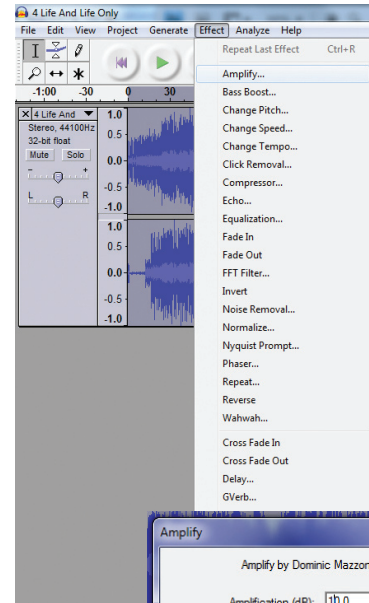 4 Life And Life Only
File Edit View Project Generate Effect Analyze Help
-1:00 -30 0 30
4 Life And
Stereo, 44100Hz
32-bit float
Mute Solo
- +
L R
1.0
0.5
0.0
-0.5
-1.0
1.0
0.5
0.0
-0.5
-1.0
Repeat Last Effect Ctrl+R
Amplify...
Bass Boost...
Change Pitch...
Change Speed...
Change Tempo...
Click Removal...
Compressor...
Echo...
Equalization...
Fade In
Fade Out
FFT Filter...
Invert
Noise Removal...
Normalize...
Nyquist Prompt...
Phaser...
Repeat...
Reverse
Wahwah...
Cross Fade In
Cross Fade Out
Delay...
GVerb...
Amplify
Amplify by Dominic Mazzon
Amplification (dB):